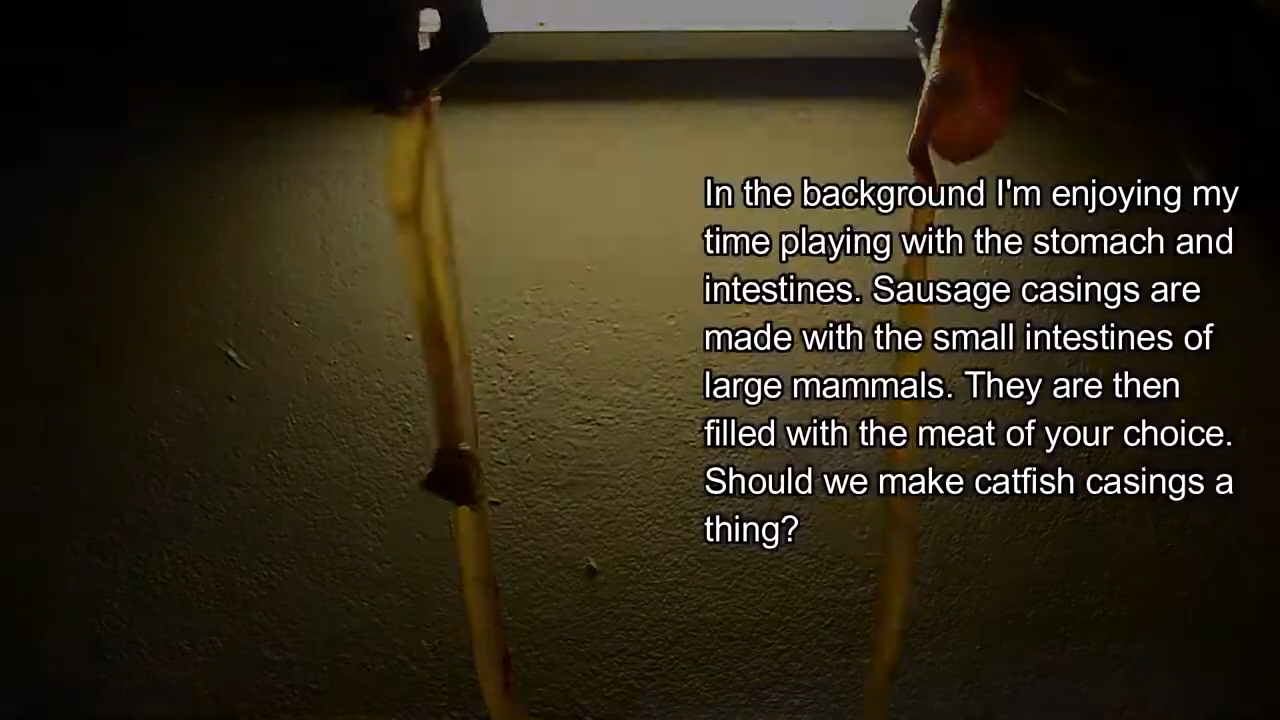 In the background I'm enjoying my
time playing with the stomach and
intestines. Sausage casings are
made with the small intestines of
large mammals. They are then
filled with the meat of your choice.
Should we make catfish casings a
thing?